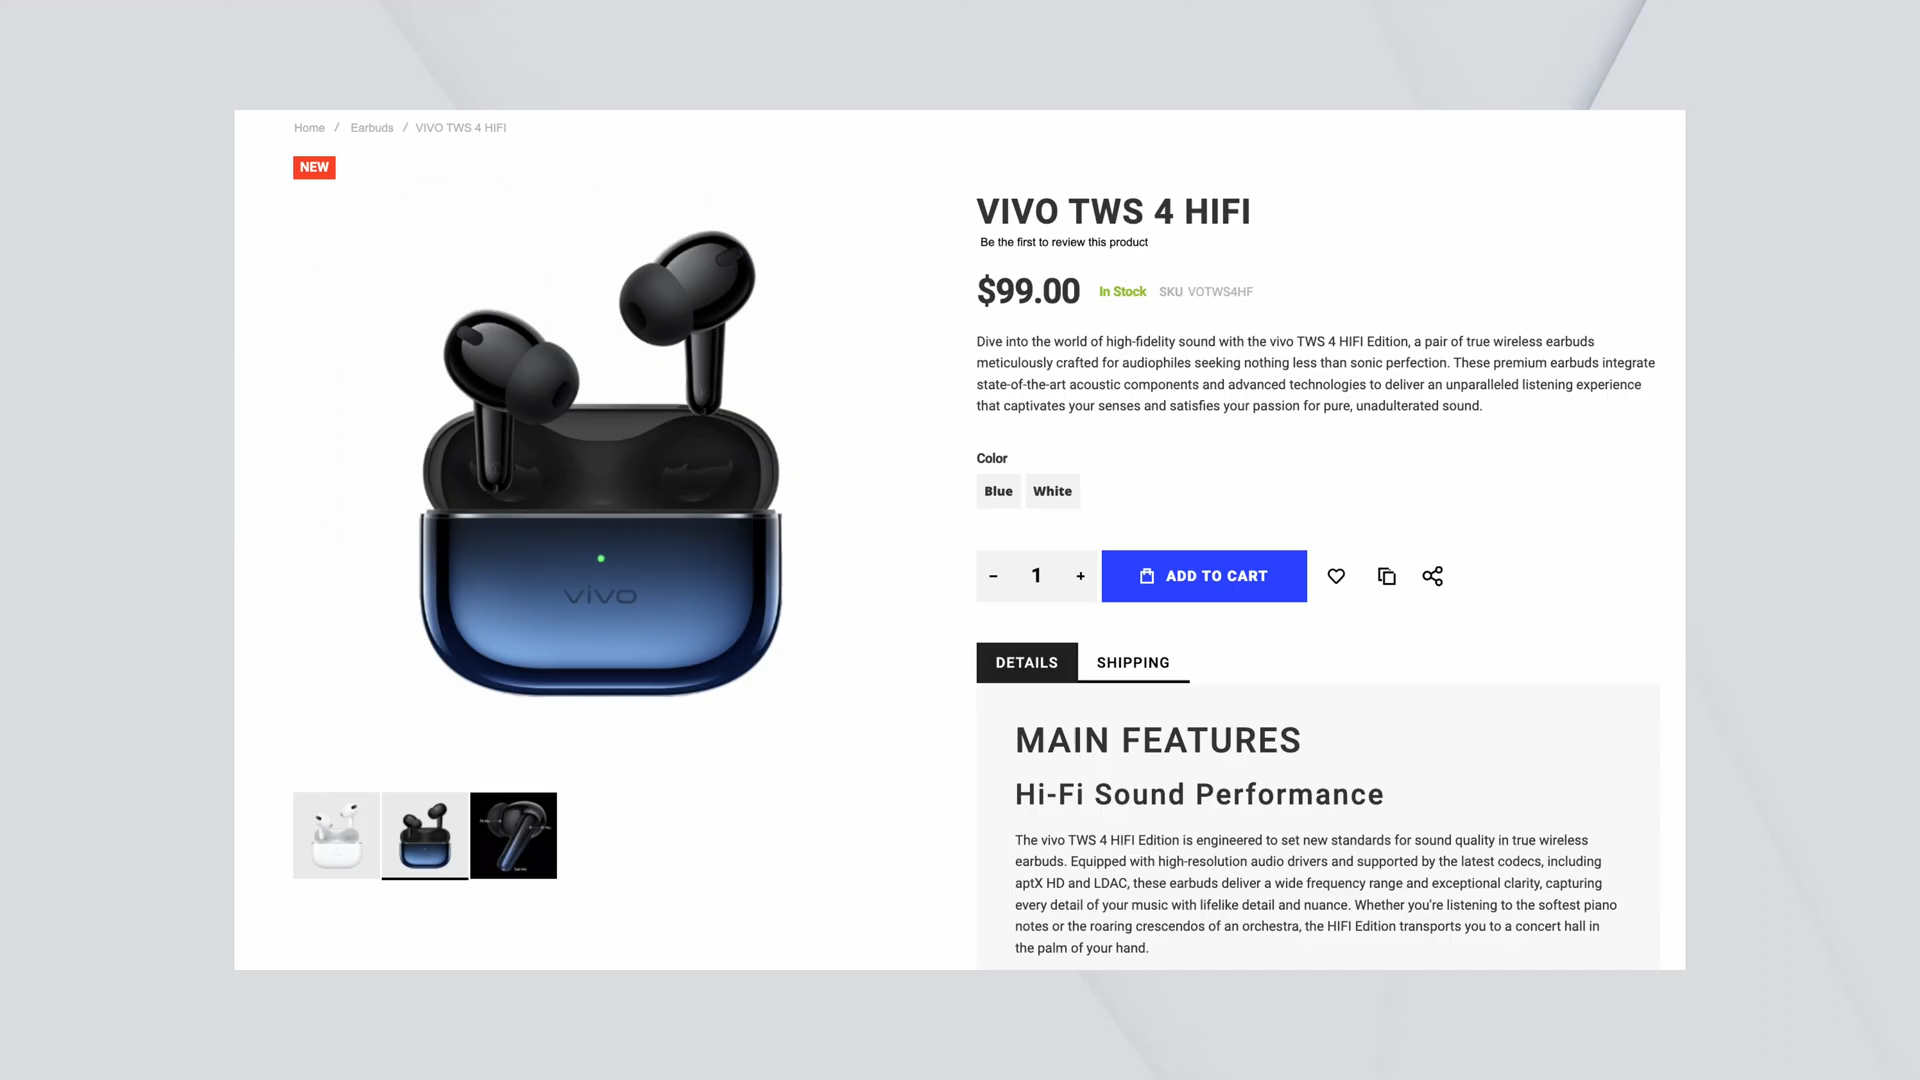 Home / Earbuds / VIVO TWS 4 HIFI
NEW
vivo
VIVO TWS 4 HIFI
Be the first to review this product
$99.00 In Stock SKU VOTWS4HF
Dive into the world of high-fidelity sound with the vivo TWS 4 HIFI Edition, a pair of true wireless earbuds
meticulously crafted for audiophiles seeking nothing less than sonic perfection. These premium earbuds integrate
state-of-the-art acoustic components and advanced technologies to deliver an unparalleled listening experience
that captivates your senses and satisfies your passion for pure, unadulterated sound.
Color
Blue White
- 1 + ADD TO CART
DETAILS SHIPPING
MAIN FEATURES
Hi-Fi Sound Performance
The vivo TWS 4 HIFI Edition is engineered to set new standards for sound quality in true wireless
earbuds. Equipped with high-resolution audio drivers and supported by the latest codecs, including
aptX HD and LDAC, these earbuds deliver a wide frequency range and exceptional clarity, capturing
every detail of your music with lifelike detail and nuance. Whether you're listening to the softest piano
notes or the roaring crescendos of an orchestra, the HIFI Edition transports you to a concert hall in
the palm of your hand.